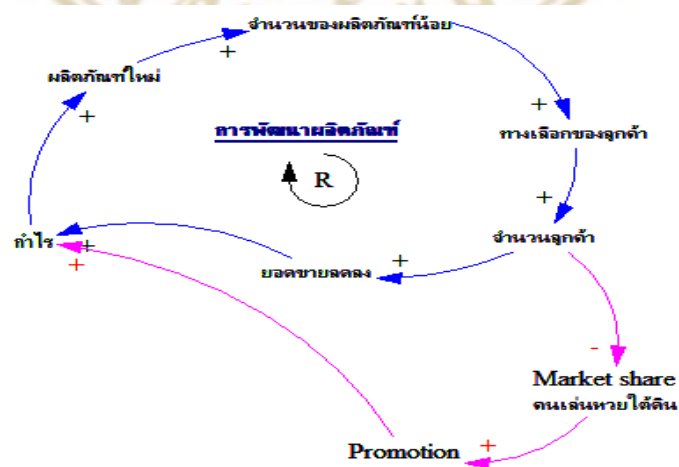 จำนวนของผลิตภัณฑ์น้อย
+
ผลิตภัณฑ์ใหม่
+
+
การพัฒนาผลิตภัณฑ์
ทางเลือกของลูกค้า
R
+
กำไร
+
+
จำนวนลูกค้า
+
ยอดขายลดลง
-
Market share
คนเล่นหวยใต้ดิน
Promotion
+